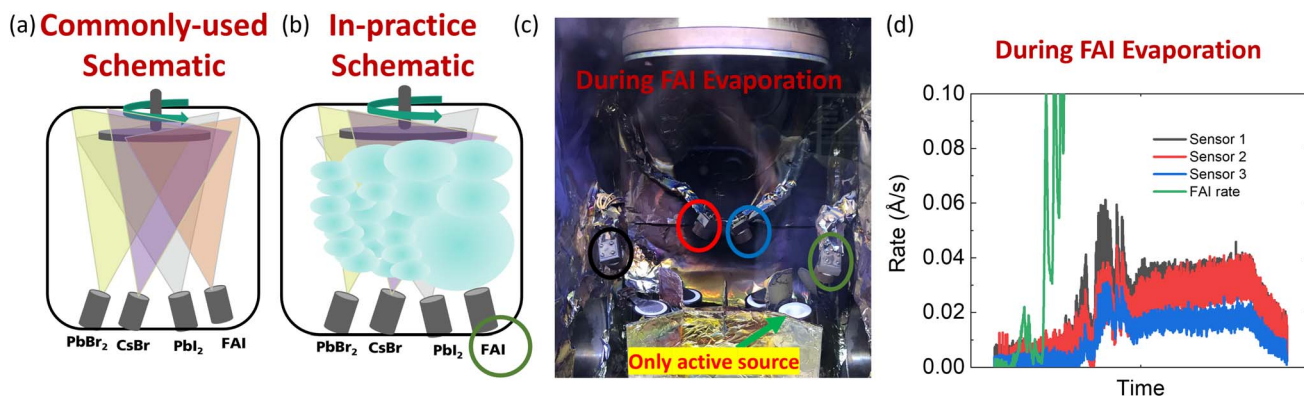 (a) Commonly-used
Schematic
PbBr₂ CsBr PbI₂ FAI
(b) In-practice
Schematic
PbBr₂ CsBr PbI₂ FAI
(c)
During FAI Evaporation
Only active source
(d)
During FAI Evaporation
0.10
0.08
0.06
0.04
0.02
0.00
Rate (Å/s)
Sensor 1
Sensor 2
Sensor 3
FAI rate
Time